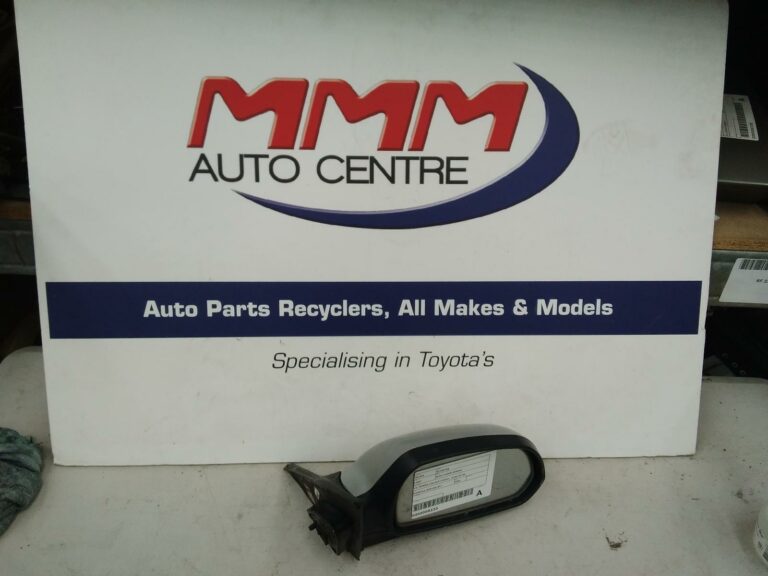 MMM
AUTO CENTRE
Auto Parts Recyclers, All Makes & Models
Specialising in Toyota's
A